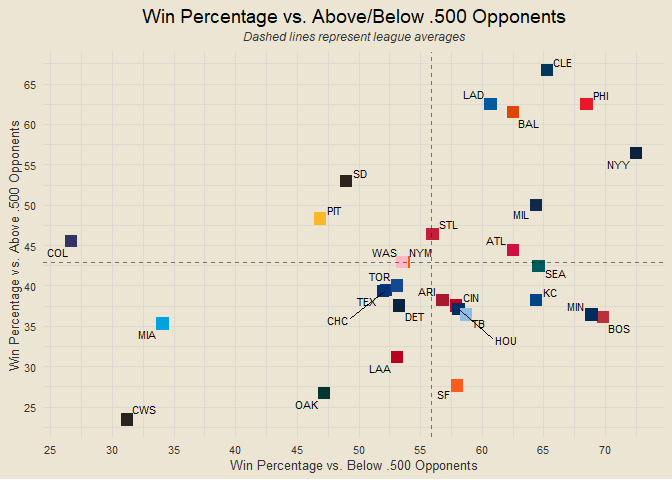 Win Percentage vs. Above/Below .500 Opponents
Dashed lines represent league averages
CLE
LAD
PHI
BAL
NYY
SD
MIL
PIT
STL
ATL
COL
WAS NYM
SEA
TOR
TEX
ARI
CIN
KC
CHC
DET
TB
MIN
BOS
MIA
HOU
LAA
SF
OAK
CWS
65
60
55
50
45
40
35
30
25
Win Percentage vs. Above .500 Opponents
25 30 35 40 45 50 55 60 65 70
Win Percentage vs. Below .500 Opponents